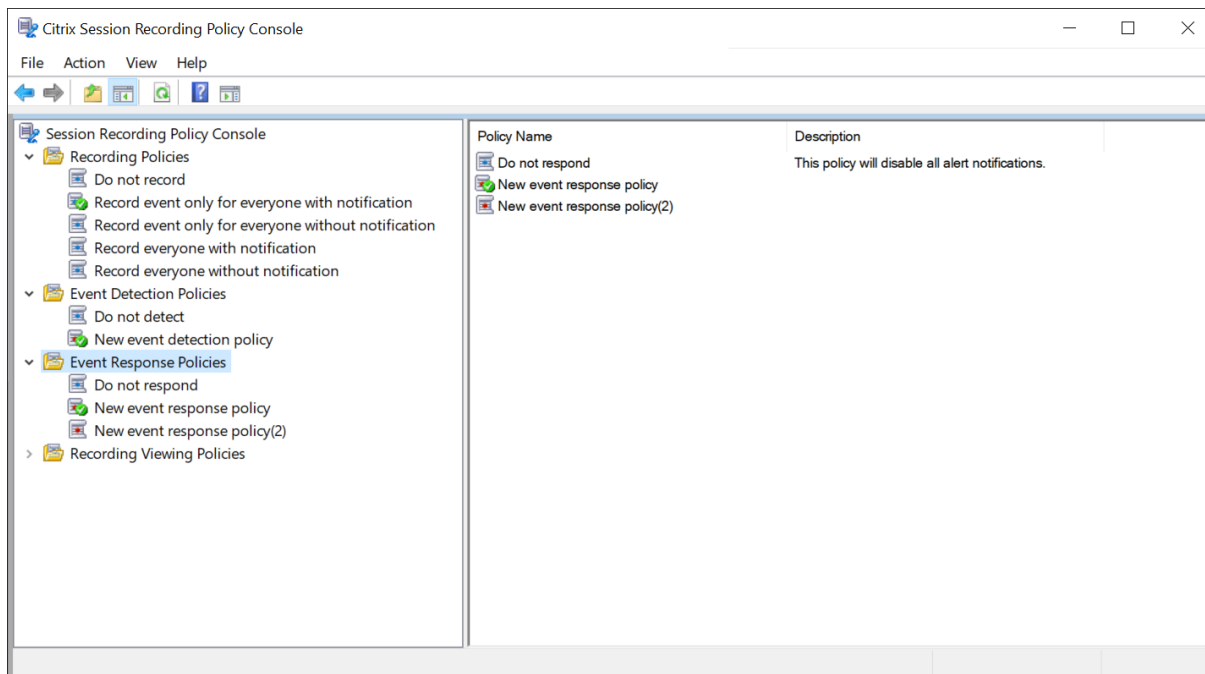 Citrix Session Recording Policy Console
File Action View Help
Session Recording Policy Console
Recording Policies
Do not record
Record event only for everyone with notification
Record event only for everyone without notification
Record everyone with notification
Record everyone without notification
Event Detection Policies
Do not detect
New event detection policy
Event Response Policies
Do not respond
New event response policy
New event response policy(2)
Recording Viewing Policies
Policy Name Description
Do not respond This policy will disable all alert notifications.
New event response policy
New event response policy(2)